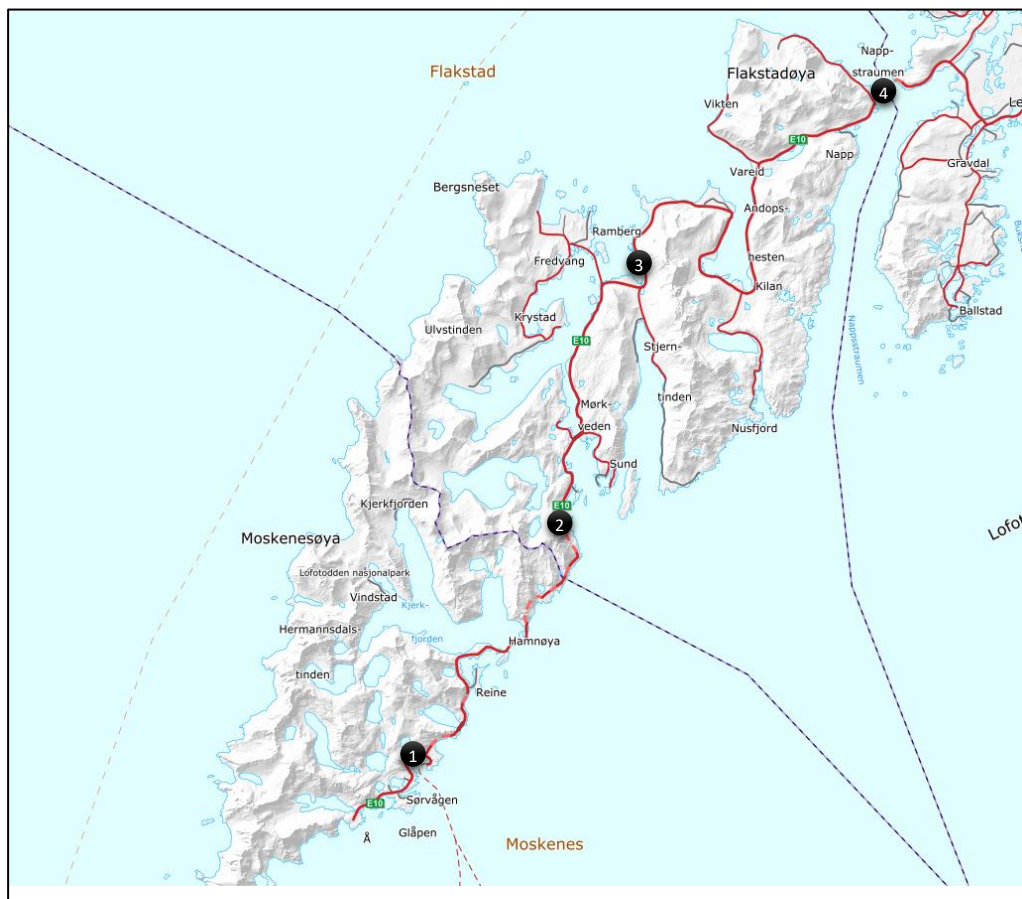 Napp-
straumen
Flakstad
Flakstadøya
4
Vikten
E10
Napp
Vareid
Gravdal
Bergsneset
Andops-
Ramberg
nesten
Fredvang
3
Kilan
Krystad
Ballstad
Ulvstinden
E10
Stjern-
Nappsstraumen
tinden
Mørk-
veden
Nusfjord
Sund
Kjerkfjorden
E10
2
Moskenesøya
Lofotodden nasjonalpark
Vindstad
Kjerk-
Hermannsdals-
fjorden
Hamnøya
tinden
Reine
1
Sørvågen
E10
Glåpen
Å
Moskenes